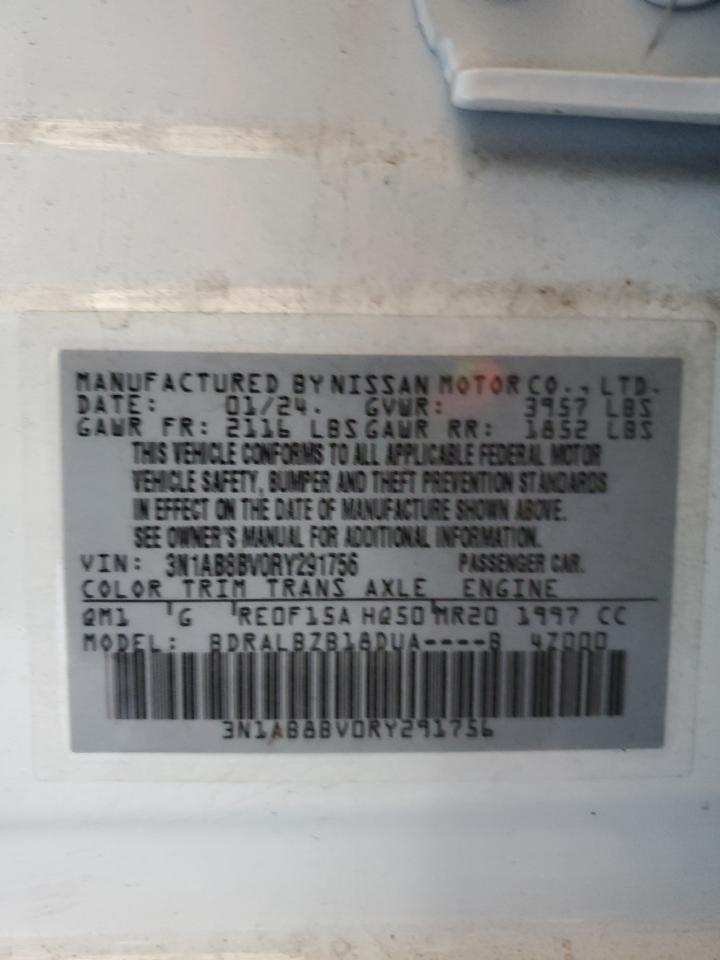 MANUFACTURED BY NISSAN MOTOR CO., LTD.
DATE: 01/24. GVWR: 3957 LBS
GAWR FR: 2116 LBS GAWR RR: 1852 LBS
THIS VEHICLE CONFORMS TO ALL APPLICABLE FEDERAL MOTOR
VEHICLE SAFETY, BUMPER AND THEFT PREVENTION STANDARDS
IN EFFECT ON THE DATE OF MANUFACTURE SHOWN ABOVE.
SEE OWNER'S MANUAL FOR ADDITIONAL INFORMATION.
VIN: 3N1AB8BV0RY291756 PASSENGER CAR.
COLOR TRIM TRANS AXLE ENGINE
QM1 G RE0F15A HQ50 MR20 1997 CC
MODEL: BDRALBZB18DUA----B 4Z000
3N1AB8BV0RY291756